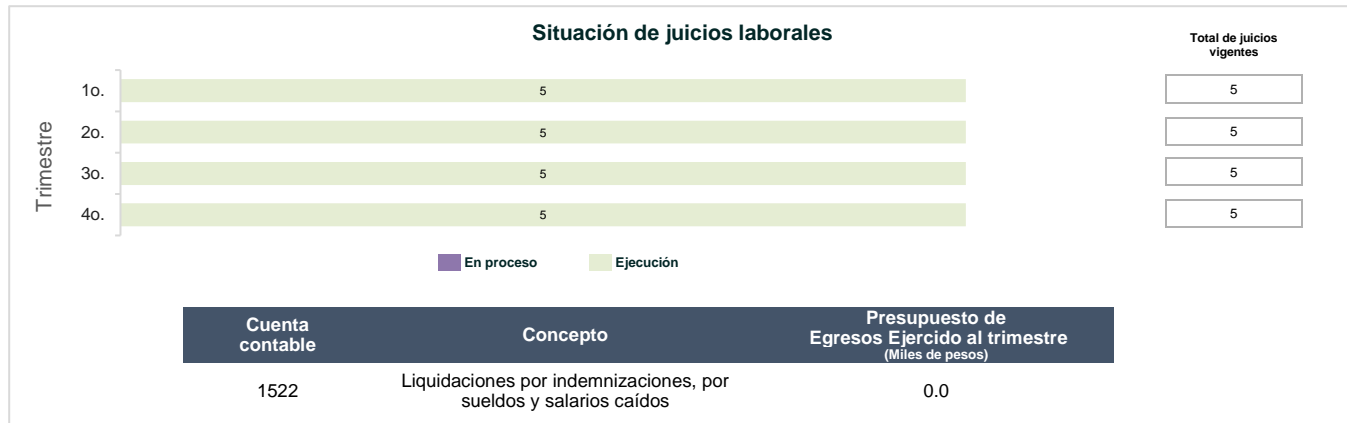 Situación de juicios laborales
Total de juicios
vigentes
Trimestre
1o.
5
5
2o.
5
5
3o.
5
5
4o.
5
5
En proceso
Ejecución
Cuenta
contable
Concepto
Presupuesto de
Egresos Ejercido al trimestre
(Miles de pesos)
1522
Liquidaciones por indemnizaciones, por
sueldos y salarios caídos
0.0